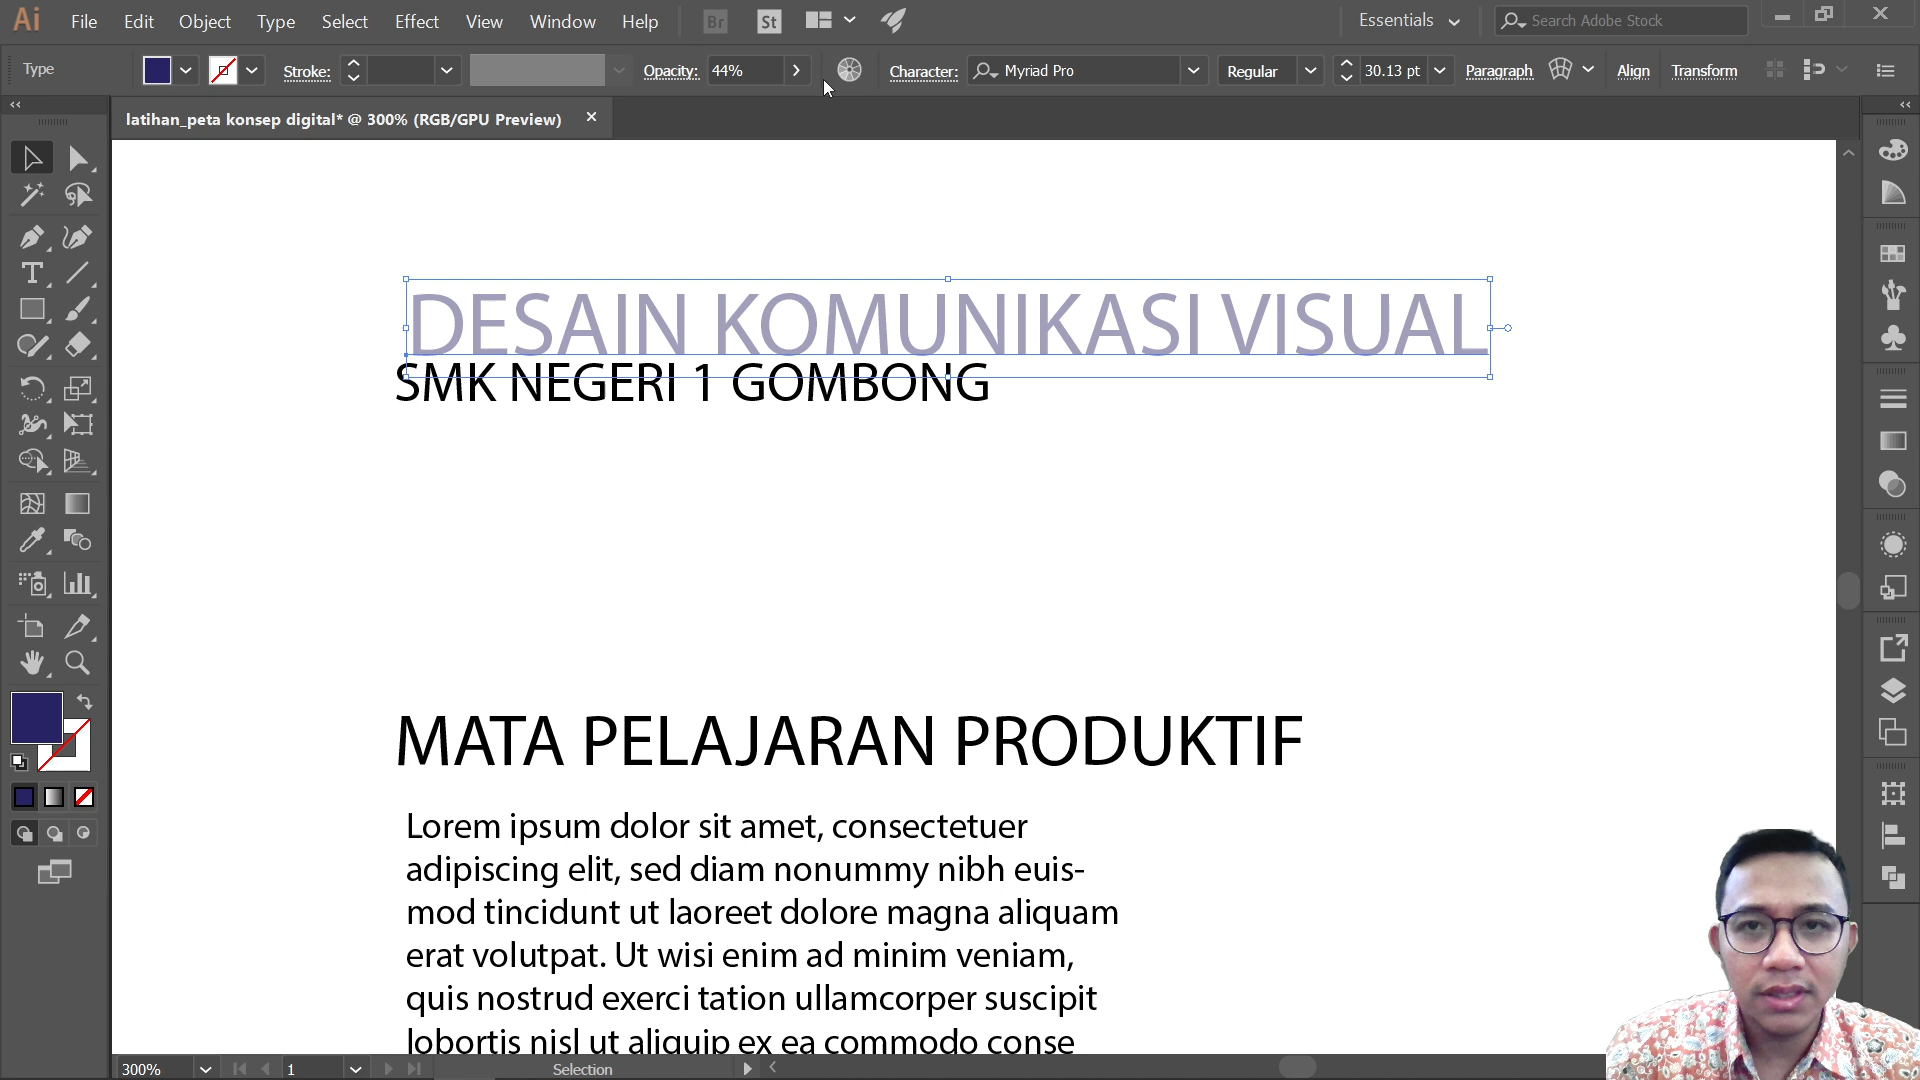 Ai File Edit Object Type Select Effect View Window Help Br St Essentials Search Adobe Stock
Type Stroke: Opacity: 44% Character: Myriad Pro Regular 30.13 pt Paragraph Align Transform
latihan_peta konsep digital* @ 300% (RGB/GPU Preview)
DESAIN KOMUNIKASI VISUAL
SMK NEGERI 1 GOMBONG
MATA PELAJARAN PRODUKTIF
Lorem ipsum dolor sit amet, consectetuer
adipiscing elit, sed diam nonummy nibh euis-
mod tincidunt ut laoreet dolore magna aliquam
erat volutpat. Ut wisi enim ad minim veniam,
quis nostrud exerci tation ullamcorper suscipit
lobortis nisl ut aliquip ex ea commodo conse
300% 1 Selection